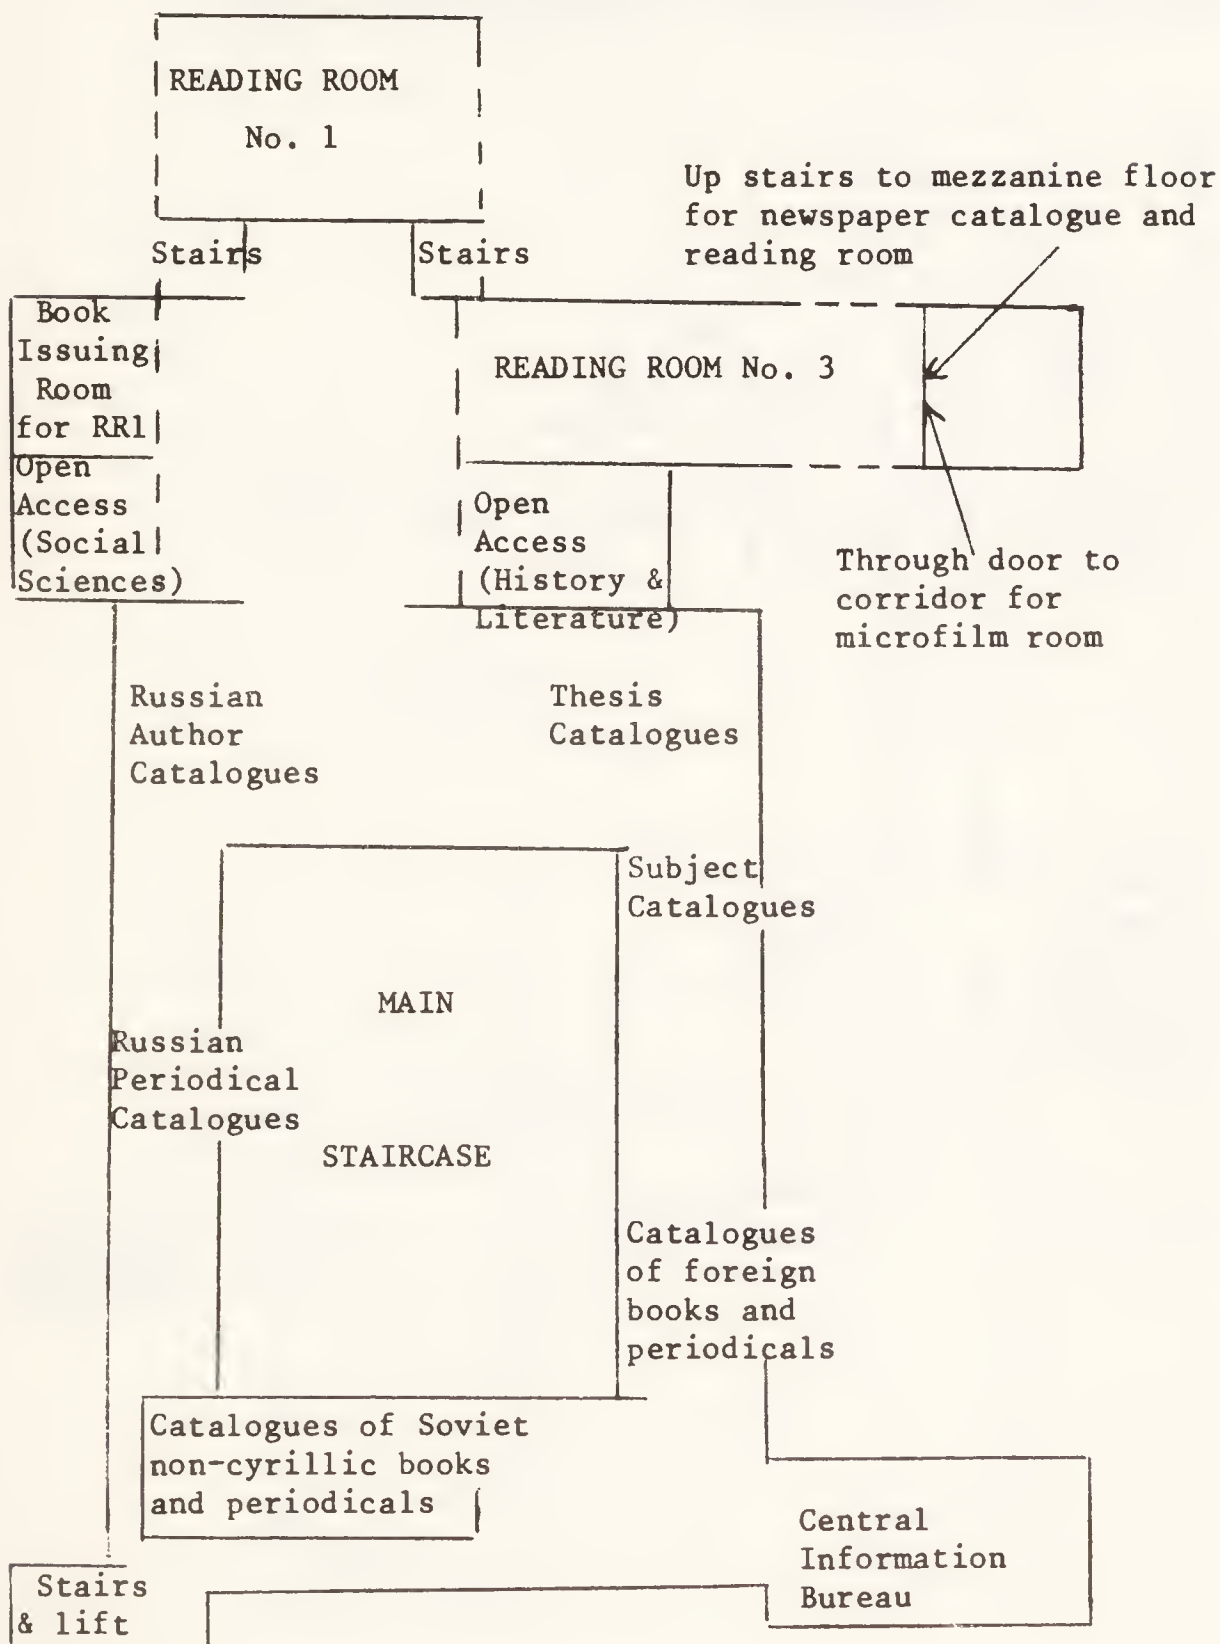 READING ROOM
No. 1
Up stairs to mezzanine floor
for newspaper catalogue and
reading room
Stairs
Stairs
Book
Issuing
Room
for RR1
READING ROOM No. 3
Open
Access
(Social
Sciences)
Open
Access
(History &
Literature)
Through door to
corridor for
microfilm room
Russian
Author
Catalogues
Thesis
Catalogues
Subject
Catalogues
MAIN
STAIRCASE
Russian
Periodical
Catalogues
Catalogues
of foreign
books and
periodicals
Catalogues of Soviet
non-cyrillic books
and periodicals
Central
Information
Bureau
Stairs
& lift